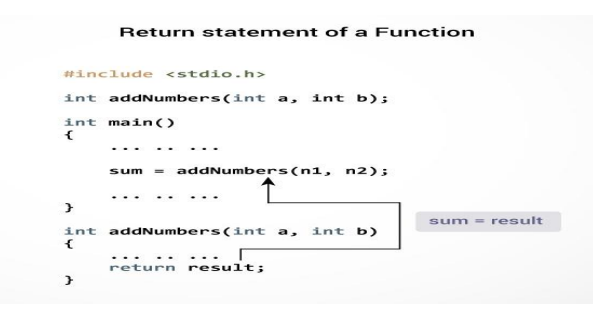 Return statement of a Function
#include <stdio.h>
int addNumbers(int a, int b);
int main()
{
... .. ...
sum = addNumbers(n1, n2);
... .. ...
}
sum = result
int addNumbers(int a, int b)
{
... .. ...
return result;
}